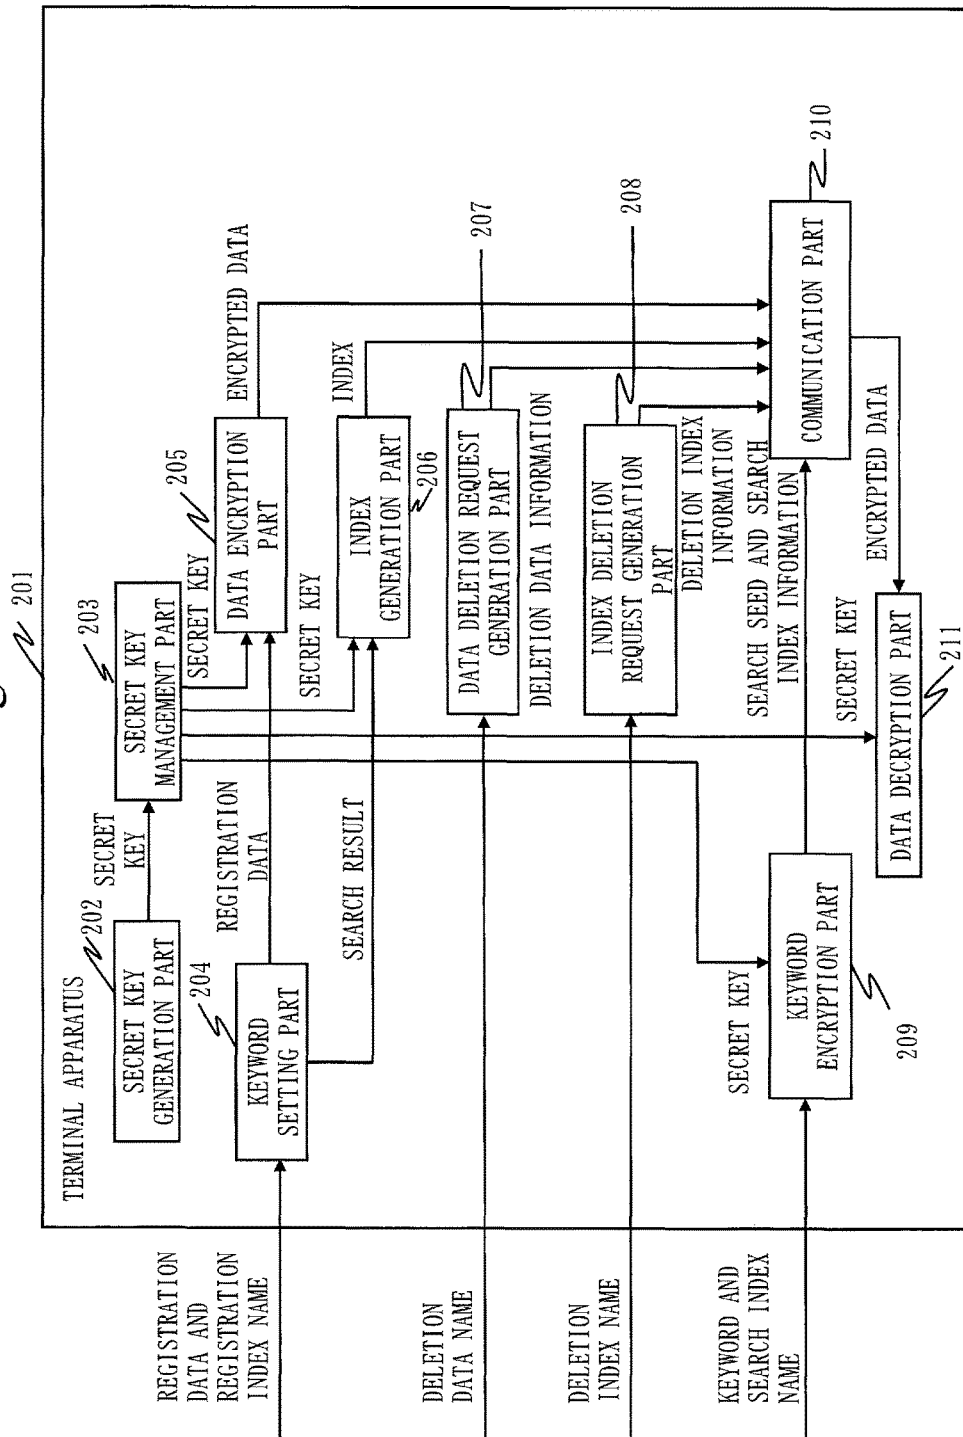 201
TERMINAL APPARATUS
202
SECRET KEY
GENERATION PART
SECRET
KEY
203
SECRET KEY
MANAGEMENT PART
SECRET KEY
205
DATA ENCRYPTION
PART
ENCRYPTED DATA
REGISTRATION
DATA AND
REGISTRATION
INDEX NAME
204
KEYWORD
SETTING PART
REGISTRATION
DATA
SEARCH RESULT
SECRET KEY
INDEX
GENERATION PART
206
INDEX
DELETION
DATA NAME
DATA DELETION REQUEST
GENERATION PART
207
DELETION DATA INFORMATION
DELETION
INDEX NAME
INDEX DELETION
REQUEST GENERATION
PART
208
DELETION INDEX
INFORMATION
KEYWORD AND
SEARCH INDEX
NAME
SECRET KEY
KEYWORD
ENCRYPTION PART
209
SEARCH SEED AND SEARCH
INDEX INFORMATION
COMMUNICATION PART
210
SECRET KEY
ENCRYPTED DATA
DATA DECRYPTION PART
211